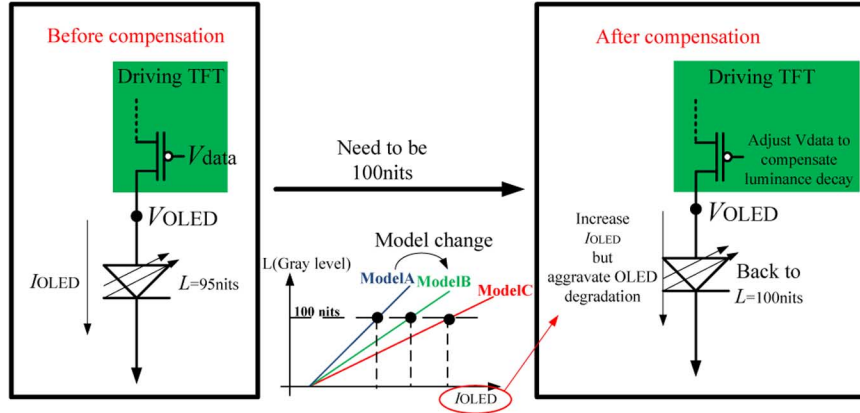 Before compensation
Driving TFT
Vdata
VOLED
IOLED
L=95nits
Need to be
100nits
Model change
L(Gray level)
ModelA
ModelB
ModelC
100 nits
IOLED
After compensation
Driving TFT
Adjust Vdata to
compensate
luminance decay
VOLED
Increase
IOLED
but
aggravate OLED
degradation
Back to
L=100nits